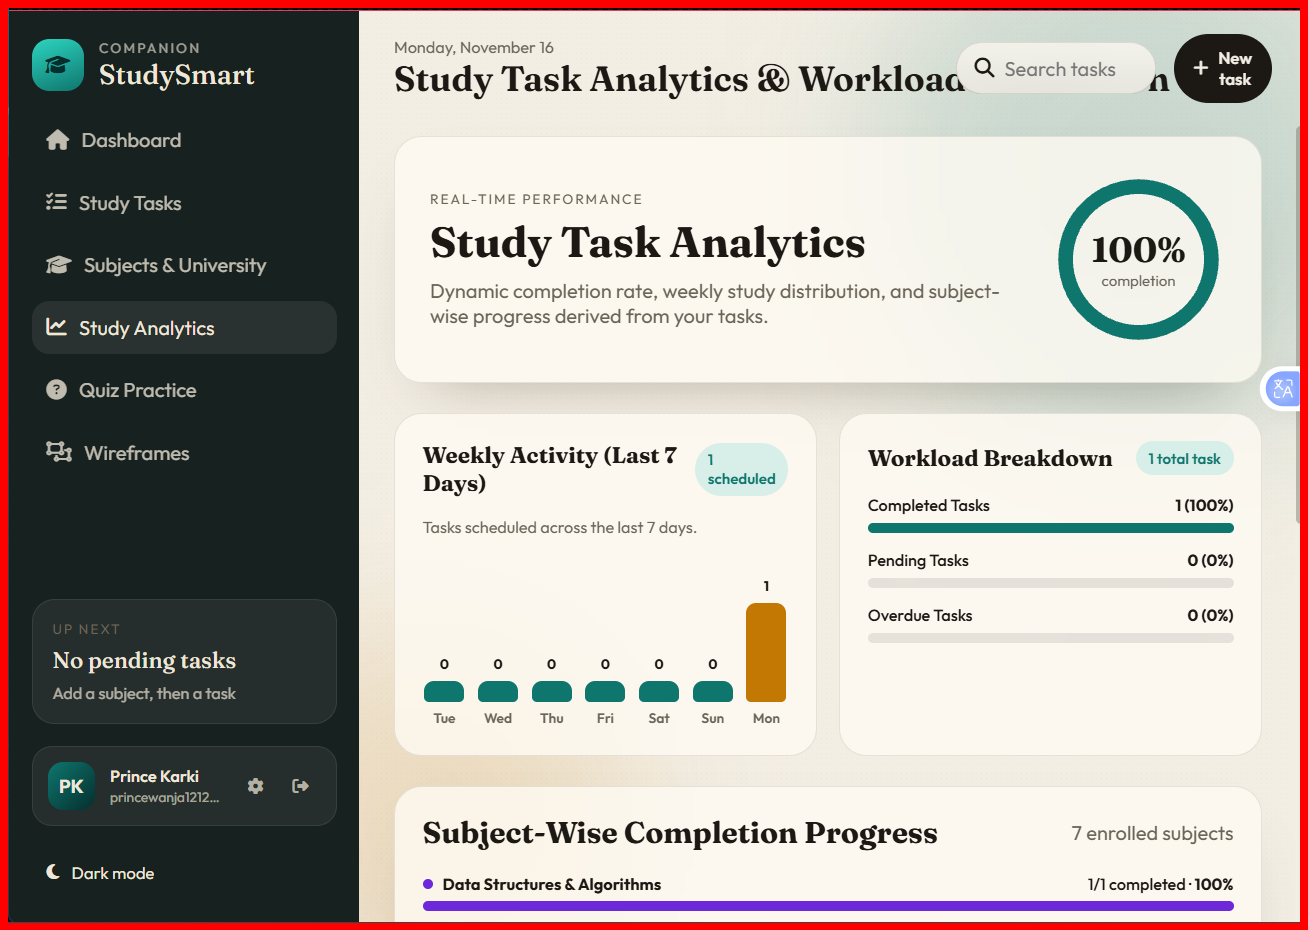 COMPANION
StudySmart
Dashboard
Study Tasks
Subjects & University
Study Analytics
Quiz Practice
Wireframes
UP NEXT
No pending tasks
Add a subject, then a task
PK
Prince Karki
princewanja1212...
Dark mode
Monday, November 16
Study Task Analytics & Workload
n
Search tasks
New
task
REAL-TIME PERFORMANCE
Study Task Analytics
Dynamic completion rate, weekly study distribution, and subject-
wise progress derived from your tasks.
100%
completion
Weekly Activity (Last 7
Days)
1
scheduled
Tasks scheduled across the last 7 days.
0 0 0 0 0 0 1
Tue Wed Thu Fri Sat Sun Mon
Workload Breakdown
1 total task
Completed Tasks 1 (100%)
Pending Tasks 0 (0%)
Overdue Tasks 0 (0%)
Subject-Wise Completion Progress
7 enrolled subjects
Data Structures & Algorithms
1/1 completed · 100%